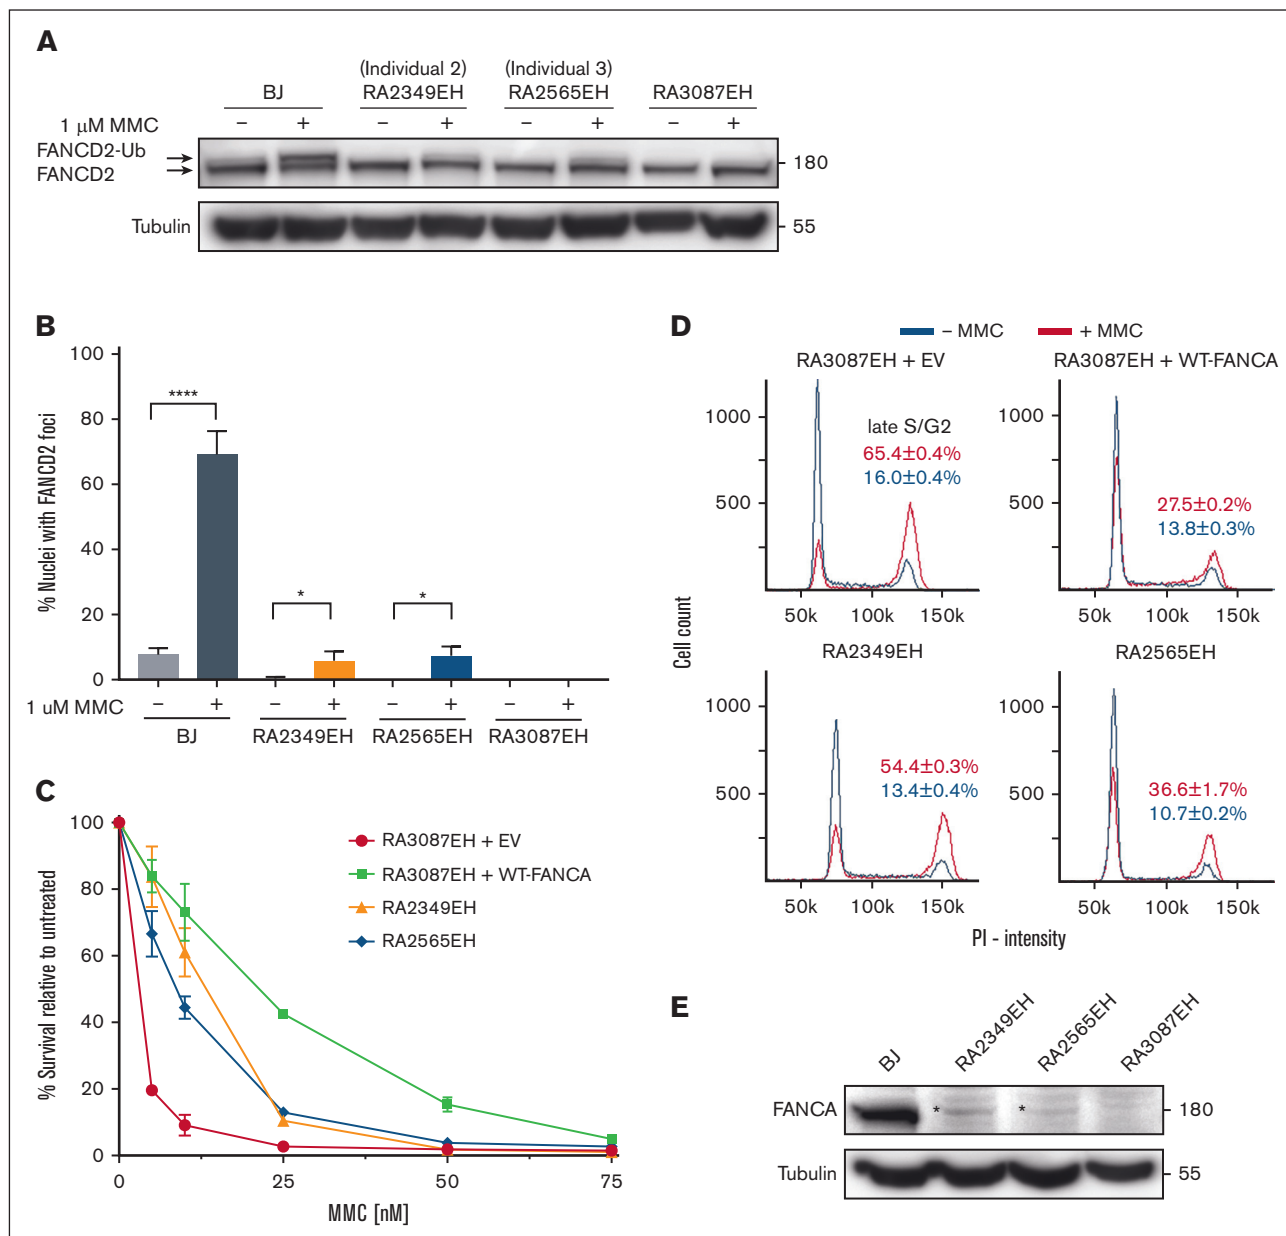 A
(Individual 2) (Individual 3)
BJ RA2349EH RA2565EH RA3087EH
1 μM MMC – + – + – + – +
FANCD2-Ub
FANCD2
180
Tubulin
55
B
% Nuclei with FANCD2 foci
100
80
60
40
20
0
****
*
*
1 uM MMC – + – + – + – +
BJ RA2349EH RA2565EH RA3087EH
C
% Survival relative to untreated
100
80
60
40
20
0
RA3087EH + EV
RA3087EH + WT-FANCA
RA2349EH
RA2565EH
0 25 50 75
MMC [nM]
D
– MMC + MMC
RA3087EH + EV
1000
500
late S/G2
65.4±0.4%
16.0±0.4%
50k 100k 150k
RA3087EH + WT-FANCA
1000
500
27.5±0.2%
13.8±0.3%
50k 100k 150k
Cell count
RA2349EH
1000
500
54.4±0.3%
13.4±0.4%
50k 100k 150k
RA2565EH
1000
500
36.6±1.7%
10.7±0.2%
50k 100k 150k
PI - intensity
E
BJ RA2349EH RA2565EH RA3087EH
FANCA
* *
180
Tubulin
55